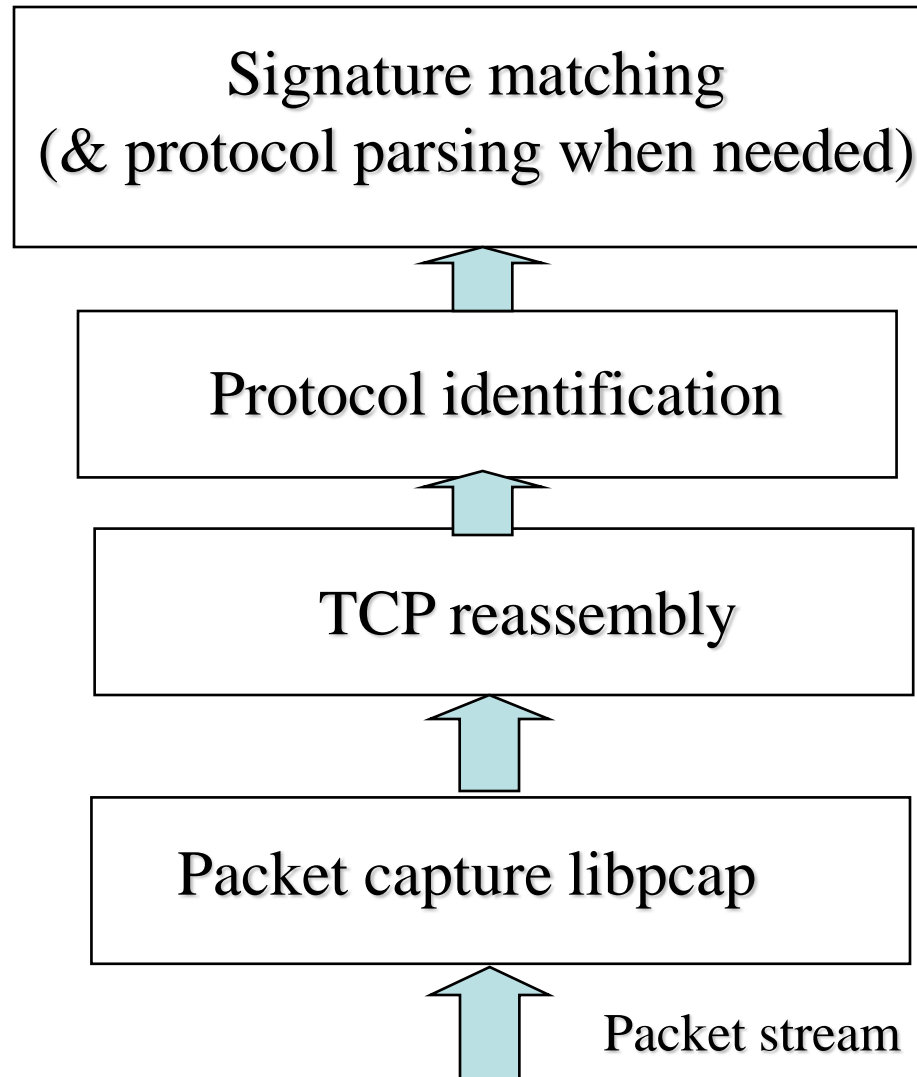 Signature matching
(& protocol parsing when needed)
Protocol identification
TCP reassembly
Packet capture libpcap
Packet stream